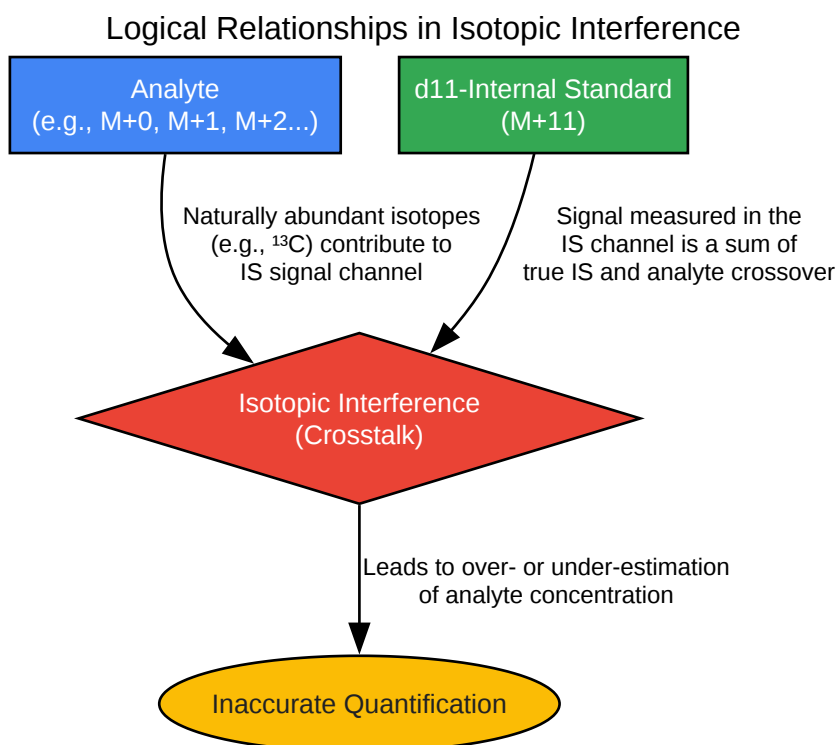 Logical Relationships in Isotopic Interference
Analyte
(e.g., M+0, M+1, M+2...)
d11-Internal Standard
(M+11)
Naturally abundant isotopes
(e.g., ¹³C) contribute to
IS signal channel
Signal measured in the
IS channel is a sum of
true IS and analyte crossover
Isotopic Interference
(Crosstalk)
Leads to over- or under-estimation
of analyte concentration
Inaccurate Quantification